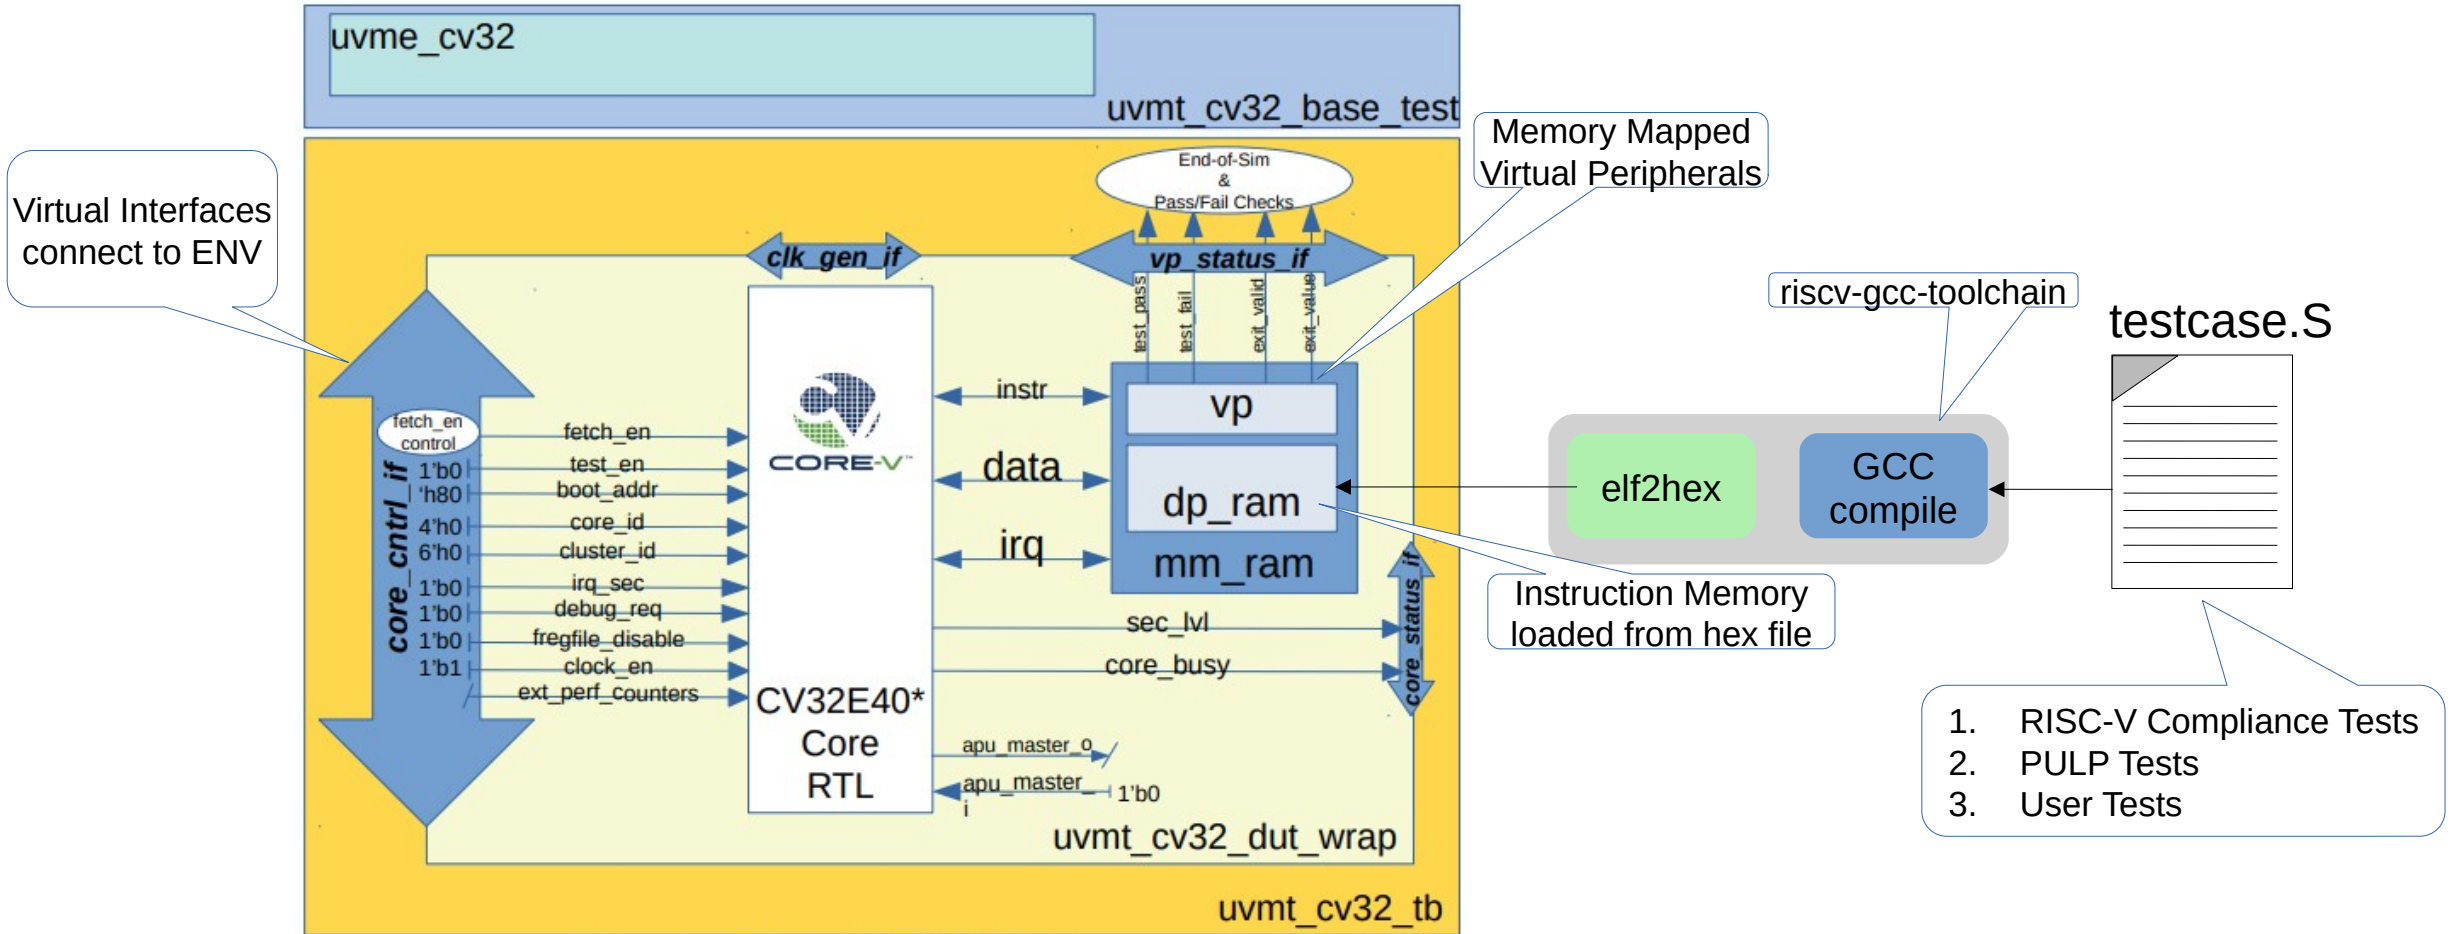 uvme_cv32
uvmt_cv32_base_test
Virtual Interfaces
connect to ENV
End-of-Sim
&
Pass/Fail Checks
Memory Mapped
Virtual Peripherals
clk_gen_if
vp_status_if
test_pass
test_fail
exit_valid
exit_value
riscv-gcc-toolchain
testcase.S
core_cntrl_if
fetch_en
control
fetch_en
1'b0
test_en
'h80
boot_addr
4'h0
core_id
6'h0
cluster_id
1'b0
irq_sec
1'b0
debug_req
1'b0
fregfile_disable
1'b1
clock_en
ext_perf_counters
CORE-V™
CV32E40*
Core
RTL
instr
data
irq
vp
dp_ram
mm_ram
elf2hex
GCC
compile
Instruction Memory
loaded from hex file
sec_lvl
core_busy
core_status_if
apu_master_o
apu_master_
i
1'b0
uvmt_cv32_dut_wrap
uvmt_cv32_tb
1. RISC-V Compliance Tests
2. PULP Tests
3. User Tests